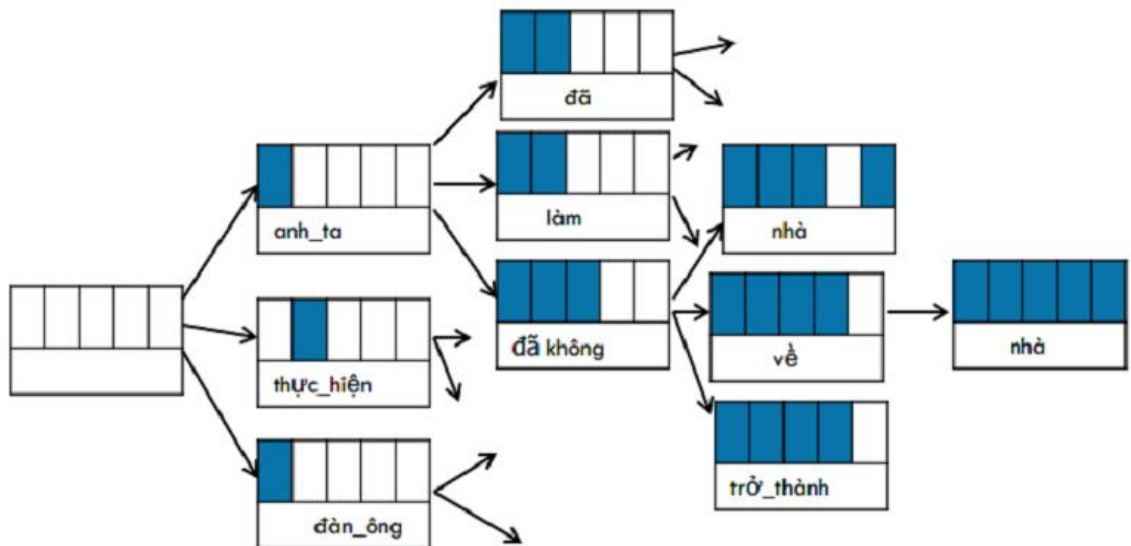 đã
anh_ta
làm
nhà
thực_hiện
đã không
về
nhà
đàn_ông
trở_thành